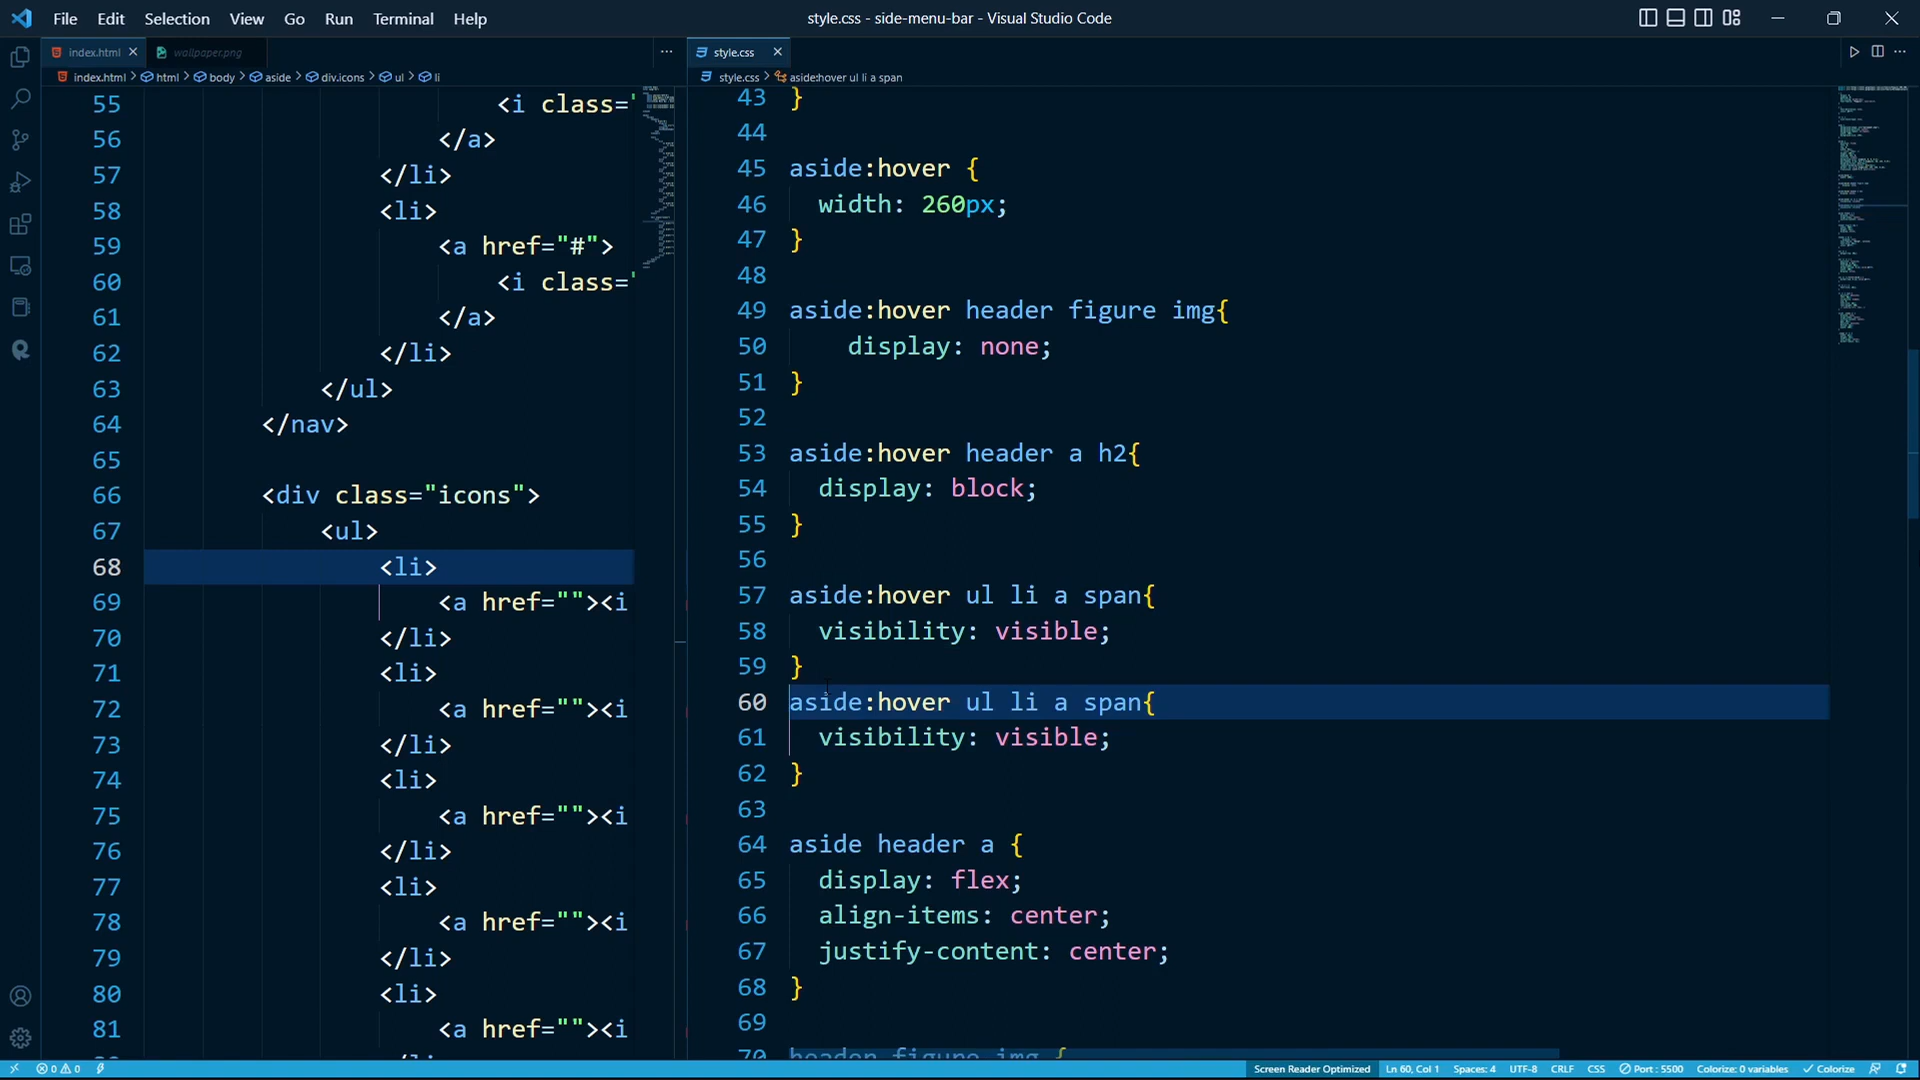 File Edit Selection View Go Run Terminal Help
style.css - side-menu-bar - Visual Studio Code
index.html
wallpaper.png
index.html > html > body > aside > div.icons > ul > li
55 <i class="
56 </a>
57 </li>
58 <li>
59 <a href="#">
60 <i class="
61 </a>
62 </li>
63 </ul>
64 </nav>
65
66 <div class="icons">
67 <ul>
68 <li>
69 <a href=""><i
70 </li>
71 <li>
72 <a href=""><i
73 </li>
74 <li>
75 <a href=""><i
76 </li>
77 <li>
78 <a href=""><i
79 </li>
80 <li>
81 <a href=""><i
style.css
style.css > aside:hover ul li a span
43 }
44
45 aside:hover {
46 width: 260px;
47 }
48
49 aside:hover header figure img{
50 display: none;
51 }
52
53 aside:hover header a h2{
54 display: block;
55 }
56
57 aside:hover ul li a span{
58 visibility: visible;
59 }
60 aside:hover ul li a span{
61 visibility: visible;
62 }
63
64 aside header a {
65 display: flex;
66 align-items: center;
67 justify-content: center;
68 }
69
70 header figure img {
0 0 Screen Reader Optimized Ln 60, Col 1 Spaces: 4 UTF-8 CRLF CSS Port : 5500 Colorize: 0 variables Colorize